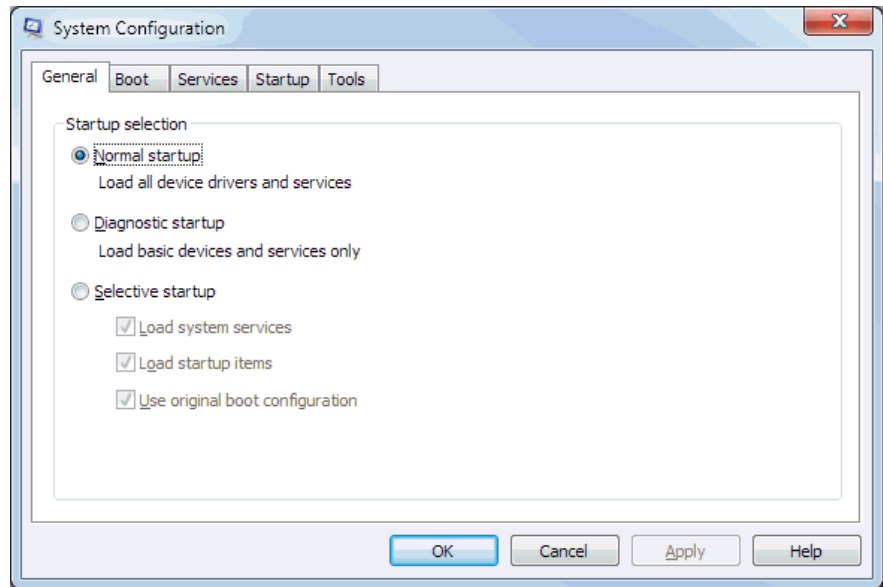 System Configuration
General Boot Services Startup Tools
Startup selection
Normal startup
Load all device drivers and services
Diagnostic startup
Load basic devices and services only
Selective startup
Load system services
Load startup items
Use original boot configuration
OK Cancel Apply Help